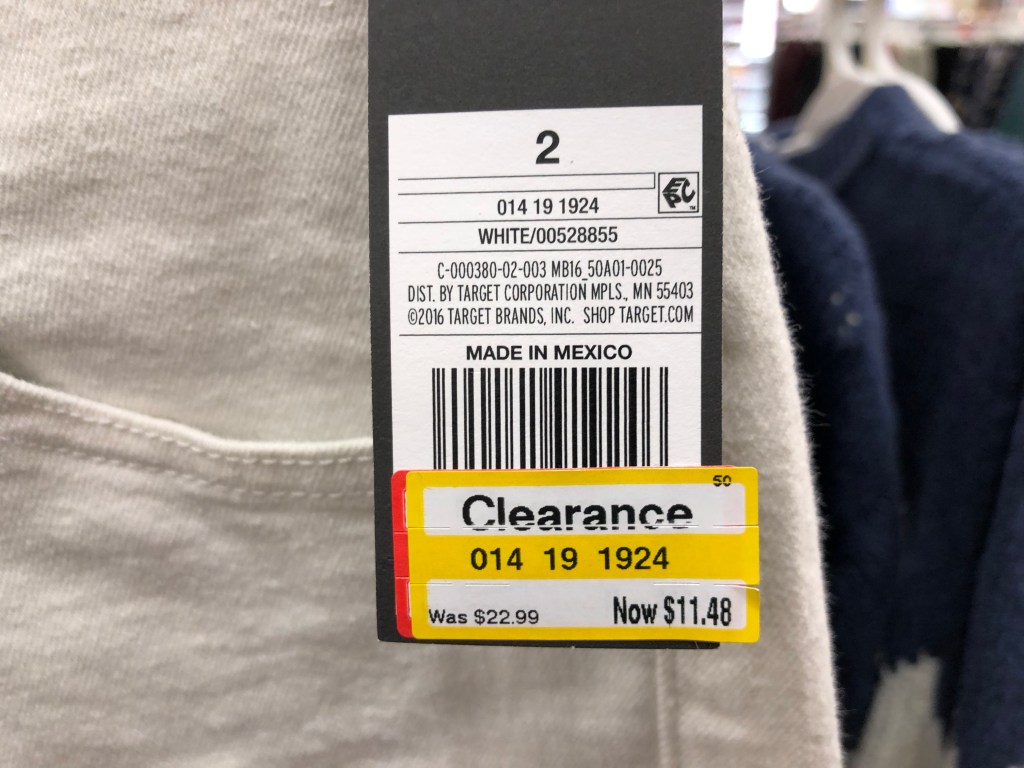 2
EPC™
014 19 1924
WHITE/00528855
C-000380-02-003 MB16_50A01-0025
DIST. BY TARGET CORPORATION MPLS., MN 55403
©2016 TARGET BRANDS, INC. SHOP TARGET.COM
MADE IN MEXICO
50
Clearance
014 19 1924
Was $22.99 Now $11.48